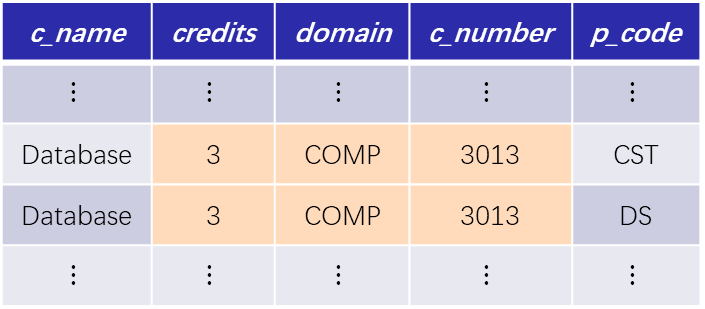 c_name credits domain c_number p_code
⋮ ⋮ ⋮ ⋮ ⋮
Database 3 COMP 3013 CST
Database 3 COMP 3013 DS
⋮ ⋮ ⋮ ⋮ ⋮